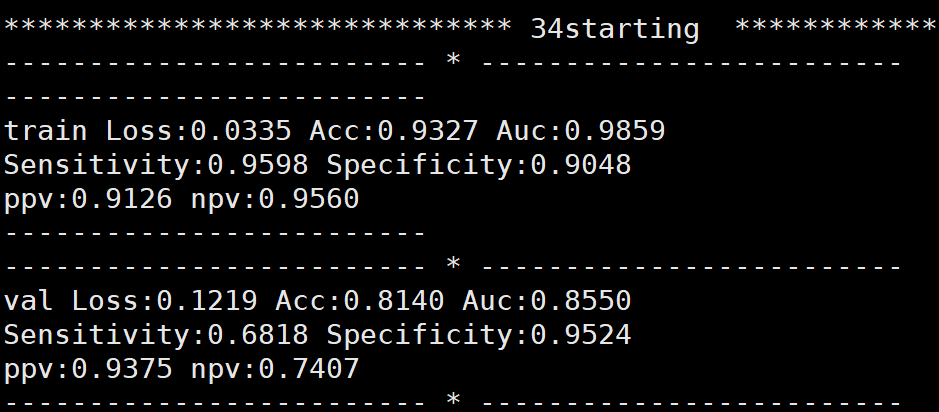 ****************************** 34starting  ************
------------------------- * -------------------------
-------------------------
train Loss:0.0335 Acc:0.9327 Auc:0.9859
Sensitivity:0.9598 Specificity:0.9048
ppv:0.9126 npv:0.9560
-------------------------
------------------------- * -------------------------
val Loss:0.1219 Acc:0.8140 Auc:0.8550
Sensitivity:0.6818 Specificity:0.9524
ppv:0.9375 npv:0.7407
------------------------- * -------------------------